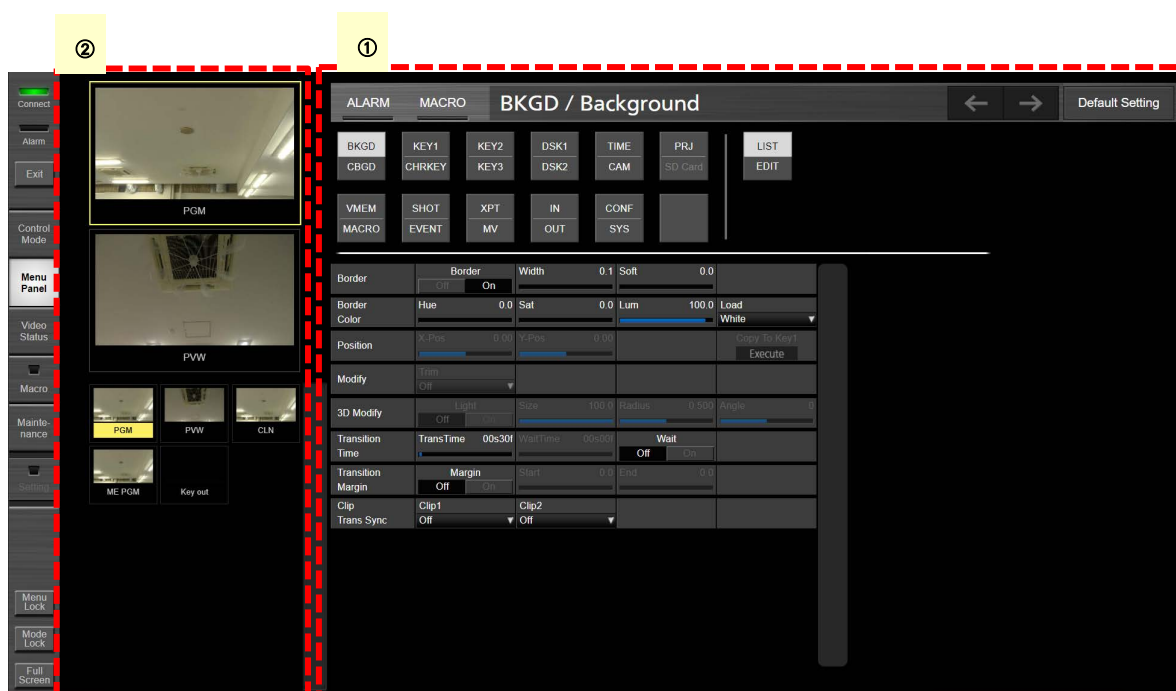 ②
①
Connect
Alarm
Exit
Control
Mode
Menu
Panel
Video
Status
Macro
Mainte-
nance
Setting
Menu
Lock
Mode
Lock
Full
Screen
PGM
PVW
PGM PVW CLN
ME PGM Key out
ALARM MACRO BKGD / Background ← → Default Setting
BKGD KEY1 KEY2 DSK1 TIME PRJ LIST
CBGD CHRKEY KEY3 DSK2 CAM SD Card EDIT
VMEM SHOT XPT IN CONF
MACRO EVENT MV OUT SYS
Border Border Width 0.1 Soft 0.0
Off On
Border Hue 0.0 Sat 0.0 Lum 100.0 Load
Color White ▼
Position X-Pos 0.00 Y-Pos 0.00 Copy To Key1
Execute
Modify Trim
Off ▼
3D Modify Light Size 100.0 Radius 0.500 Angle 0
Off On
Transition TransTime 00s30f WaitTime 00s00f Wait
Time Off On
Transition Margin Start 0.0 End 0.0
Margin Off On
Clip Clip1 Clip2
Trans Sync Off ▼ Off ▼